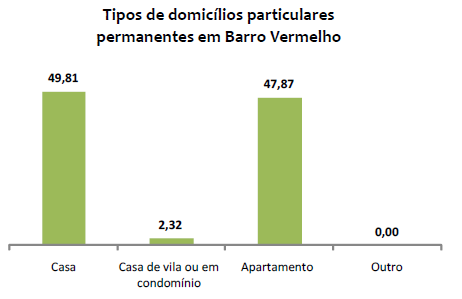 Tipos de domicílios particulares
permanentes em Barro Vermelho
49,81
2,32
47,87
0,00
Casa
Casa de vila ou em
condomínio
Apartamento
Outro